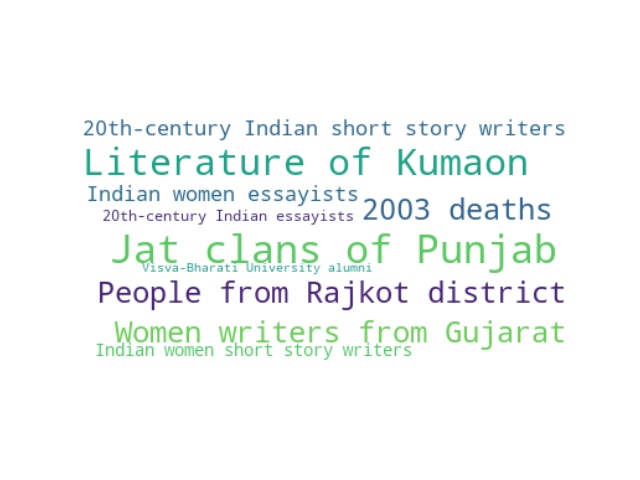 20th-century Indian short story writers
Literature of Kumaon
Indian women essayists
2003 deaths
20th-century Indian essayists
Jat clans of Punjab
Visva-Bharati University alumni
People from Rajkot district
Women writers from Gujarat
Indian women short story writers